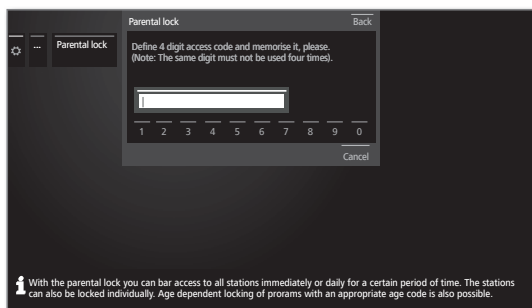 Parental lock Back
... Parental lock
Define 4 digit access code and memorise it, please.
(Note: The same digit must not be used four times).
1 2 3 4 5 6 7 8 9 0
Cancel
With the parental lock you can bar access to all stations immediately or daily for a certain period of time. The stations
can also be locked individually. Age dependent locking of prorams with an appropriate age code is also possible.